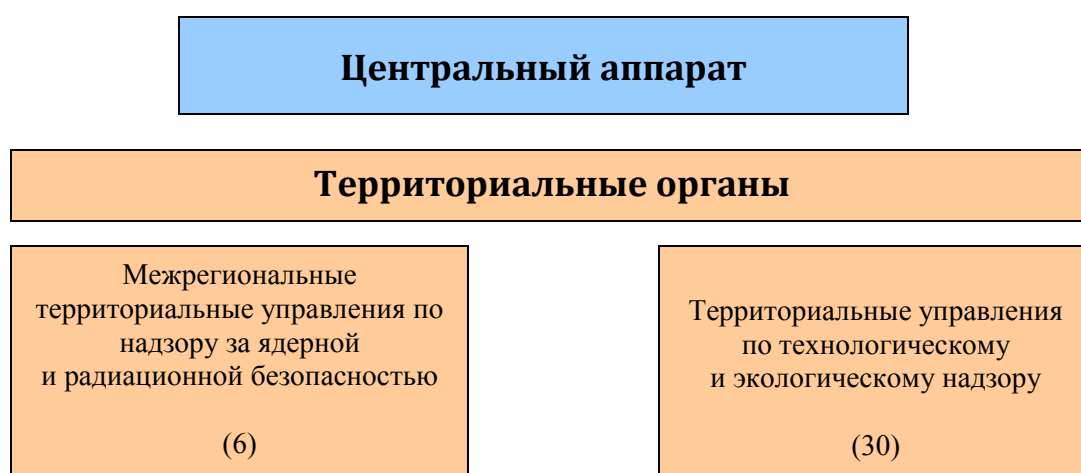 Центральный аппарат
Территориальные органы
Межрегиональные
территориальные управления по
надзору за ядерной
и радиационной безопасностью
(6)
Территориальные управления
по технологическому
и экологическому надзору
(30)